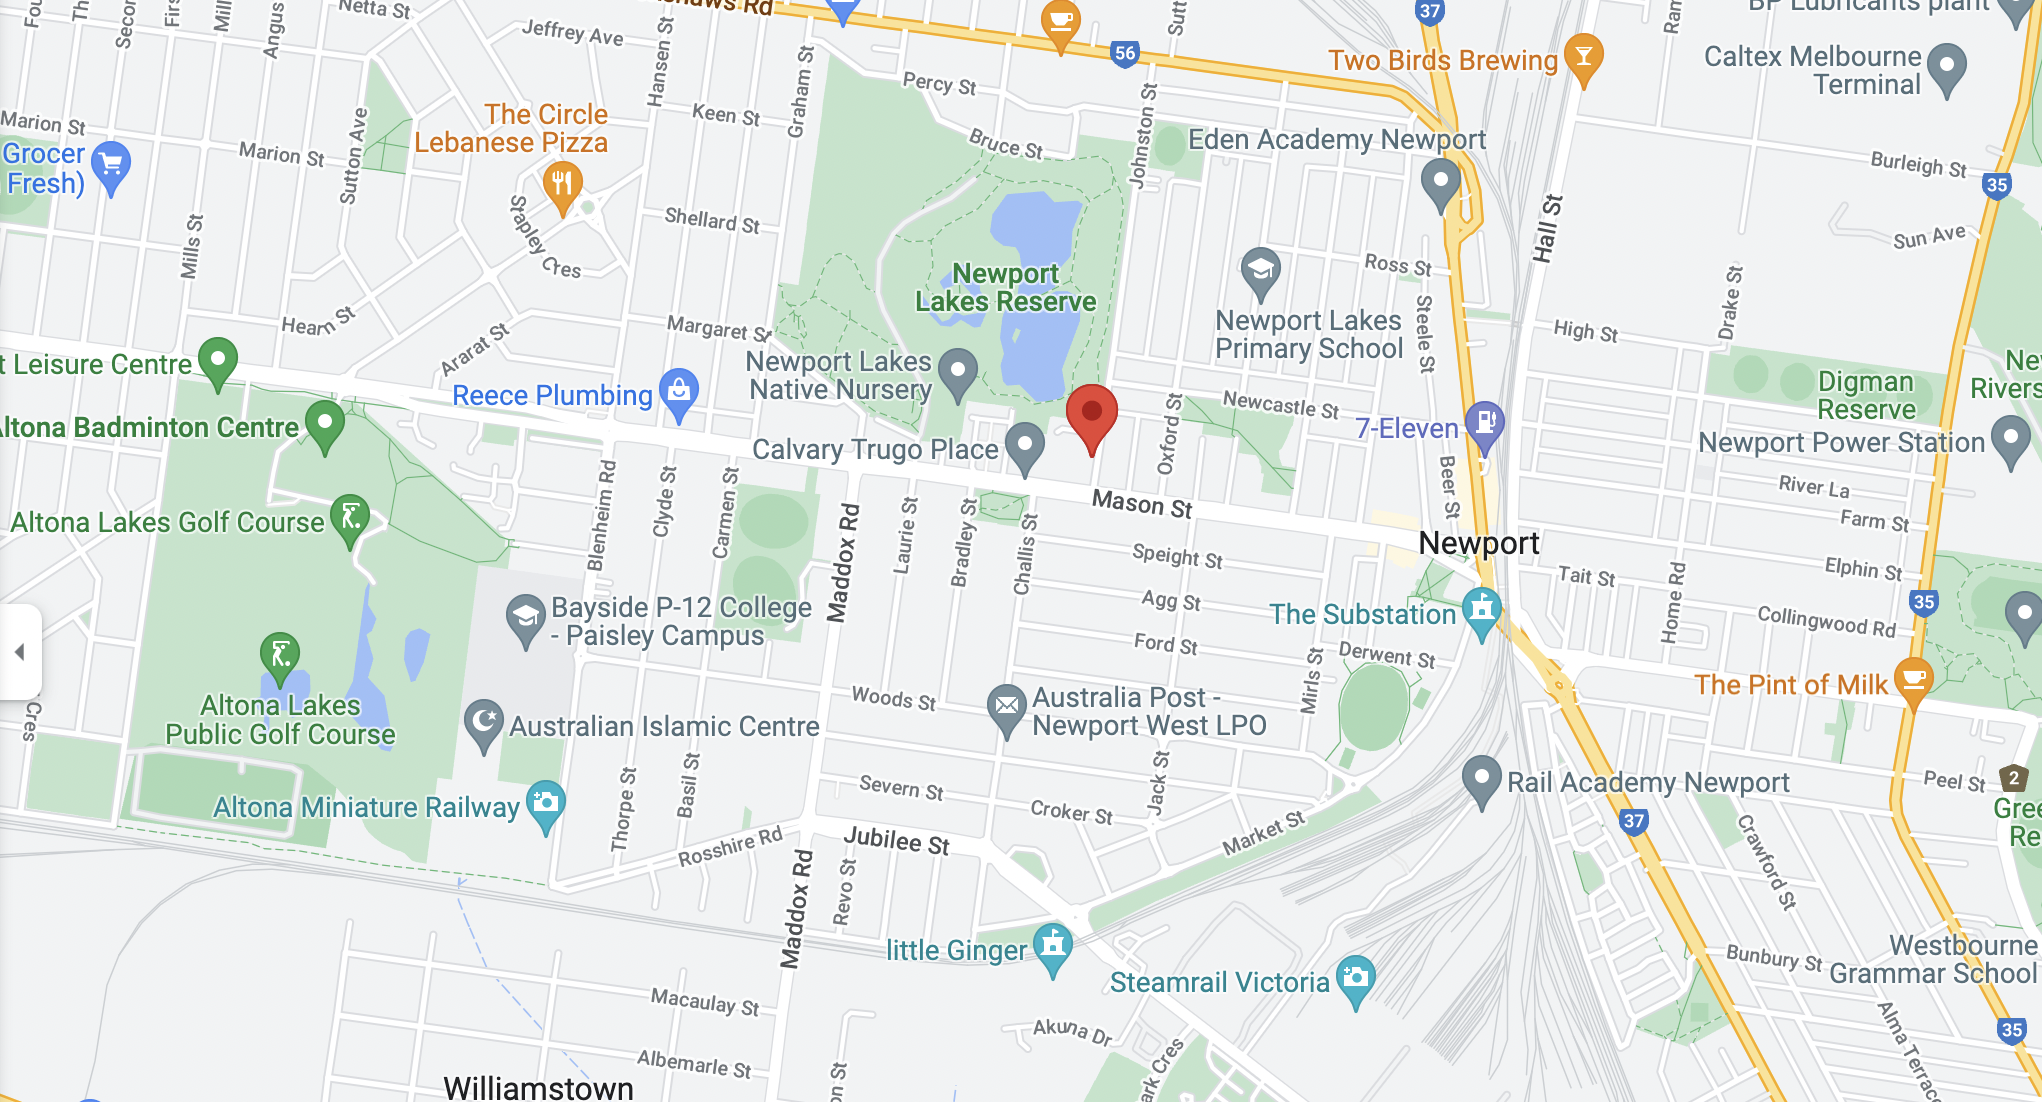 Netta St
Jeffrey Ave
Hansen St
Graham St
37
56
Two Birds Brewing
BP Lubricants plant
Caltex Melbourne
Terminal
Angus
Marion St
Grocer
Fresh)
Marion St
Sutton Ave
The Circle
Lebanese Pizza
Keen St
Percy St
Bruce St
Johnston St
Eden Academy Newport
Burleigh St
35
Hall St
Sun Ave
Mills St
Stapley Cres
Shellard St
Newport
Lakes Reserve
Ross St
Newport Lakes
Primary School
Steele St
High St
Drake St
Hearn St
Ararat St
Margaret St
t Leisure Centre
Reece Plumbing
Newport Lakes
Native Nursery
Altona Badminton Centre
Calvary Trugo Place
Oxford St
Newcastle St
7-Eleven
Digman
Reserve
New
Rivers
Newport Power Station
Beer St
River La
Farm St
Altona Lakes Golf Course
Blenheim Rd
Clyde St
Carmen St
Maddox Rd
Laurie St
Bradley St
Challis St
Mason St
Speight St
Newport
Agg St
Ford St
Tait St
Elphin St
35
Home Rd
Collingwood Rd
Bayside P-12 College
- Paisley Campus
The Substation
Derwent St
Mirls St
The Pint of Milk
Altona Lakes
Public Golf Course
Cres
Australian Islamic Centre
Woods St
Australia Post -
Newport West LPO
Altona Miniature Railway
Thorpe St
Basil St
Severn St
Croker St
Jack St
Market St
Rail Academy Newport
37
Peel St
2
Gree
Re
Crawford St
Rosshire Rd
Jubilee St
Maddox Rd
Revo St
little Ginger
Steamrail Victoria
Bunbury St
Westbourne
Grammar School
Macaulay St
Akuna Dr
Albemarle St
Alma Terrace
35
Williamstown
ark Cres